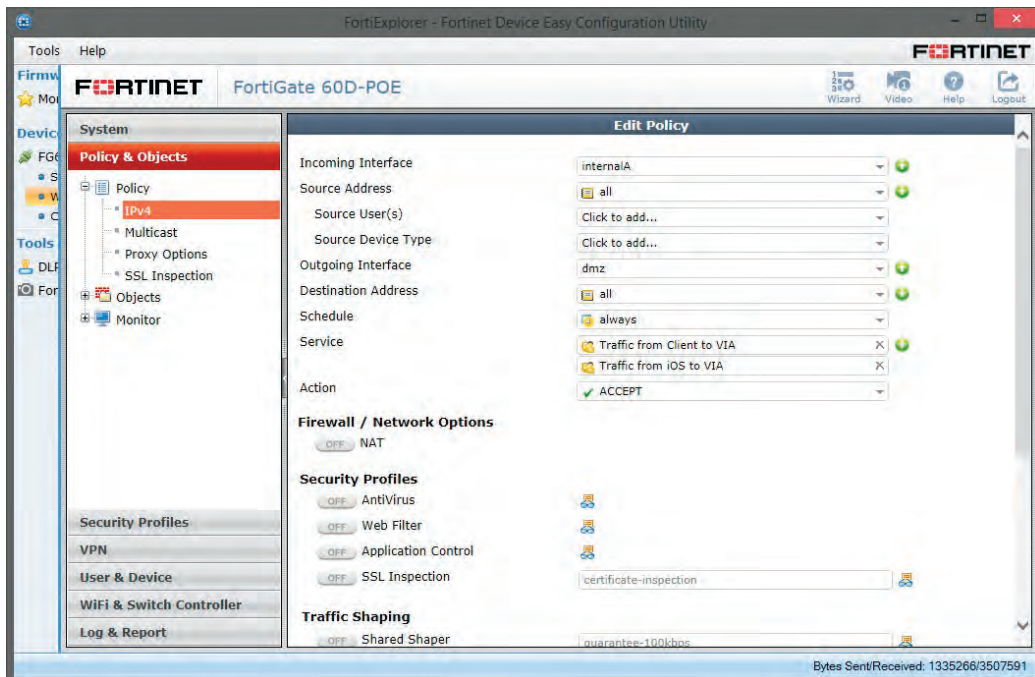 FortiExplorer - Fortinet Device Easy Configuration Utility
Tools Help
FORTINET
Firmw
Mor
Devic
FG6
S
W
C
Tools
DLP
For
FORTINET FortiGate 60D-POE
Wizard Video Help Logout
System
Policy & Objects
Policy
IPv4
Multicast
Proxy Options
SSL Inspection
Objects
Monitor
Security Profiles
VPN
User & Device
WiFi & Switch Controller
Log & Report
Edit Policy
Incoming Interface internalA
Source Address all
Source User(s) Click to add...
Source Device Type Click to add...
Outgoing Interface dmz
Destination Address all
Schedule always
Service Traffic from Client to VIA
Traffic from iOS to VIA
Action ACCEPT
Firewall / Network Options
OFF NAT
Security Profiles
OFF AntiVirus
OFF Web Filter
OFF Application Control
OFF SSL Inspection certificate-inspection
Traffic Shaping
OFF Shared Shaper guarantee-100kbps
Bytes Sent/Received: 1335266/3507591